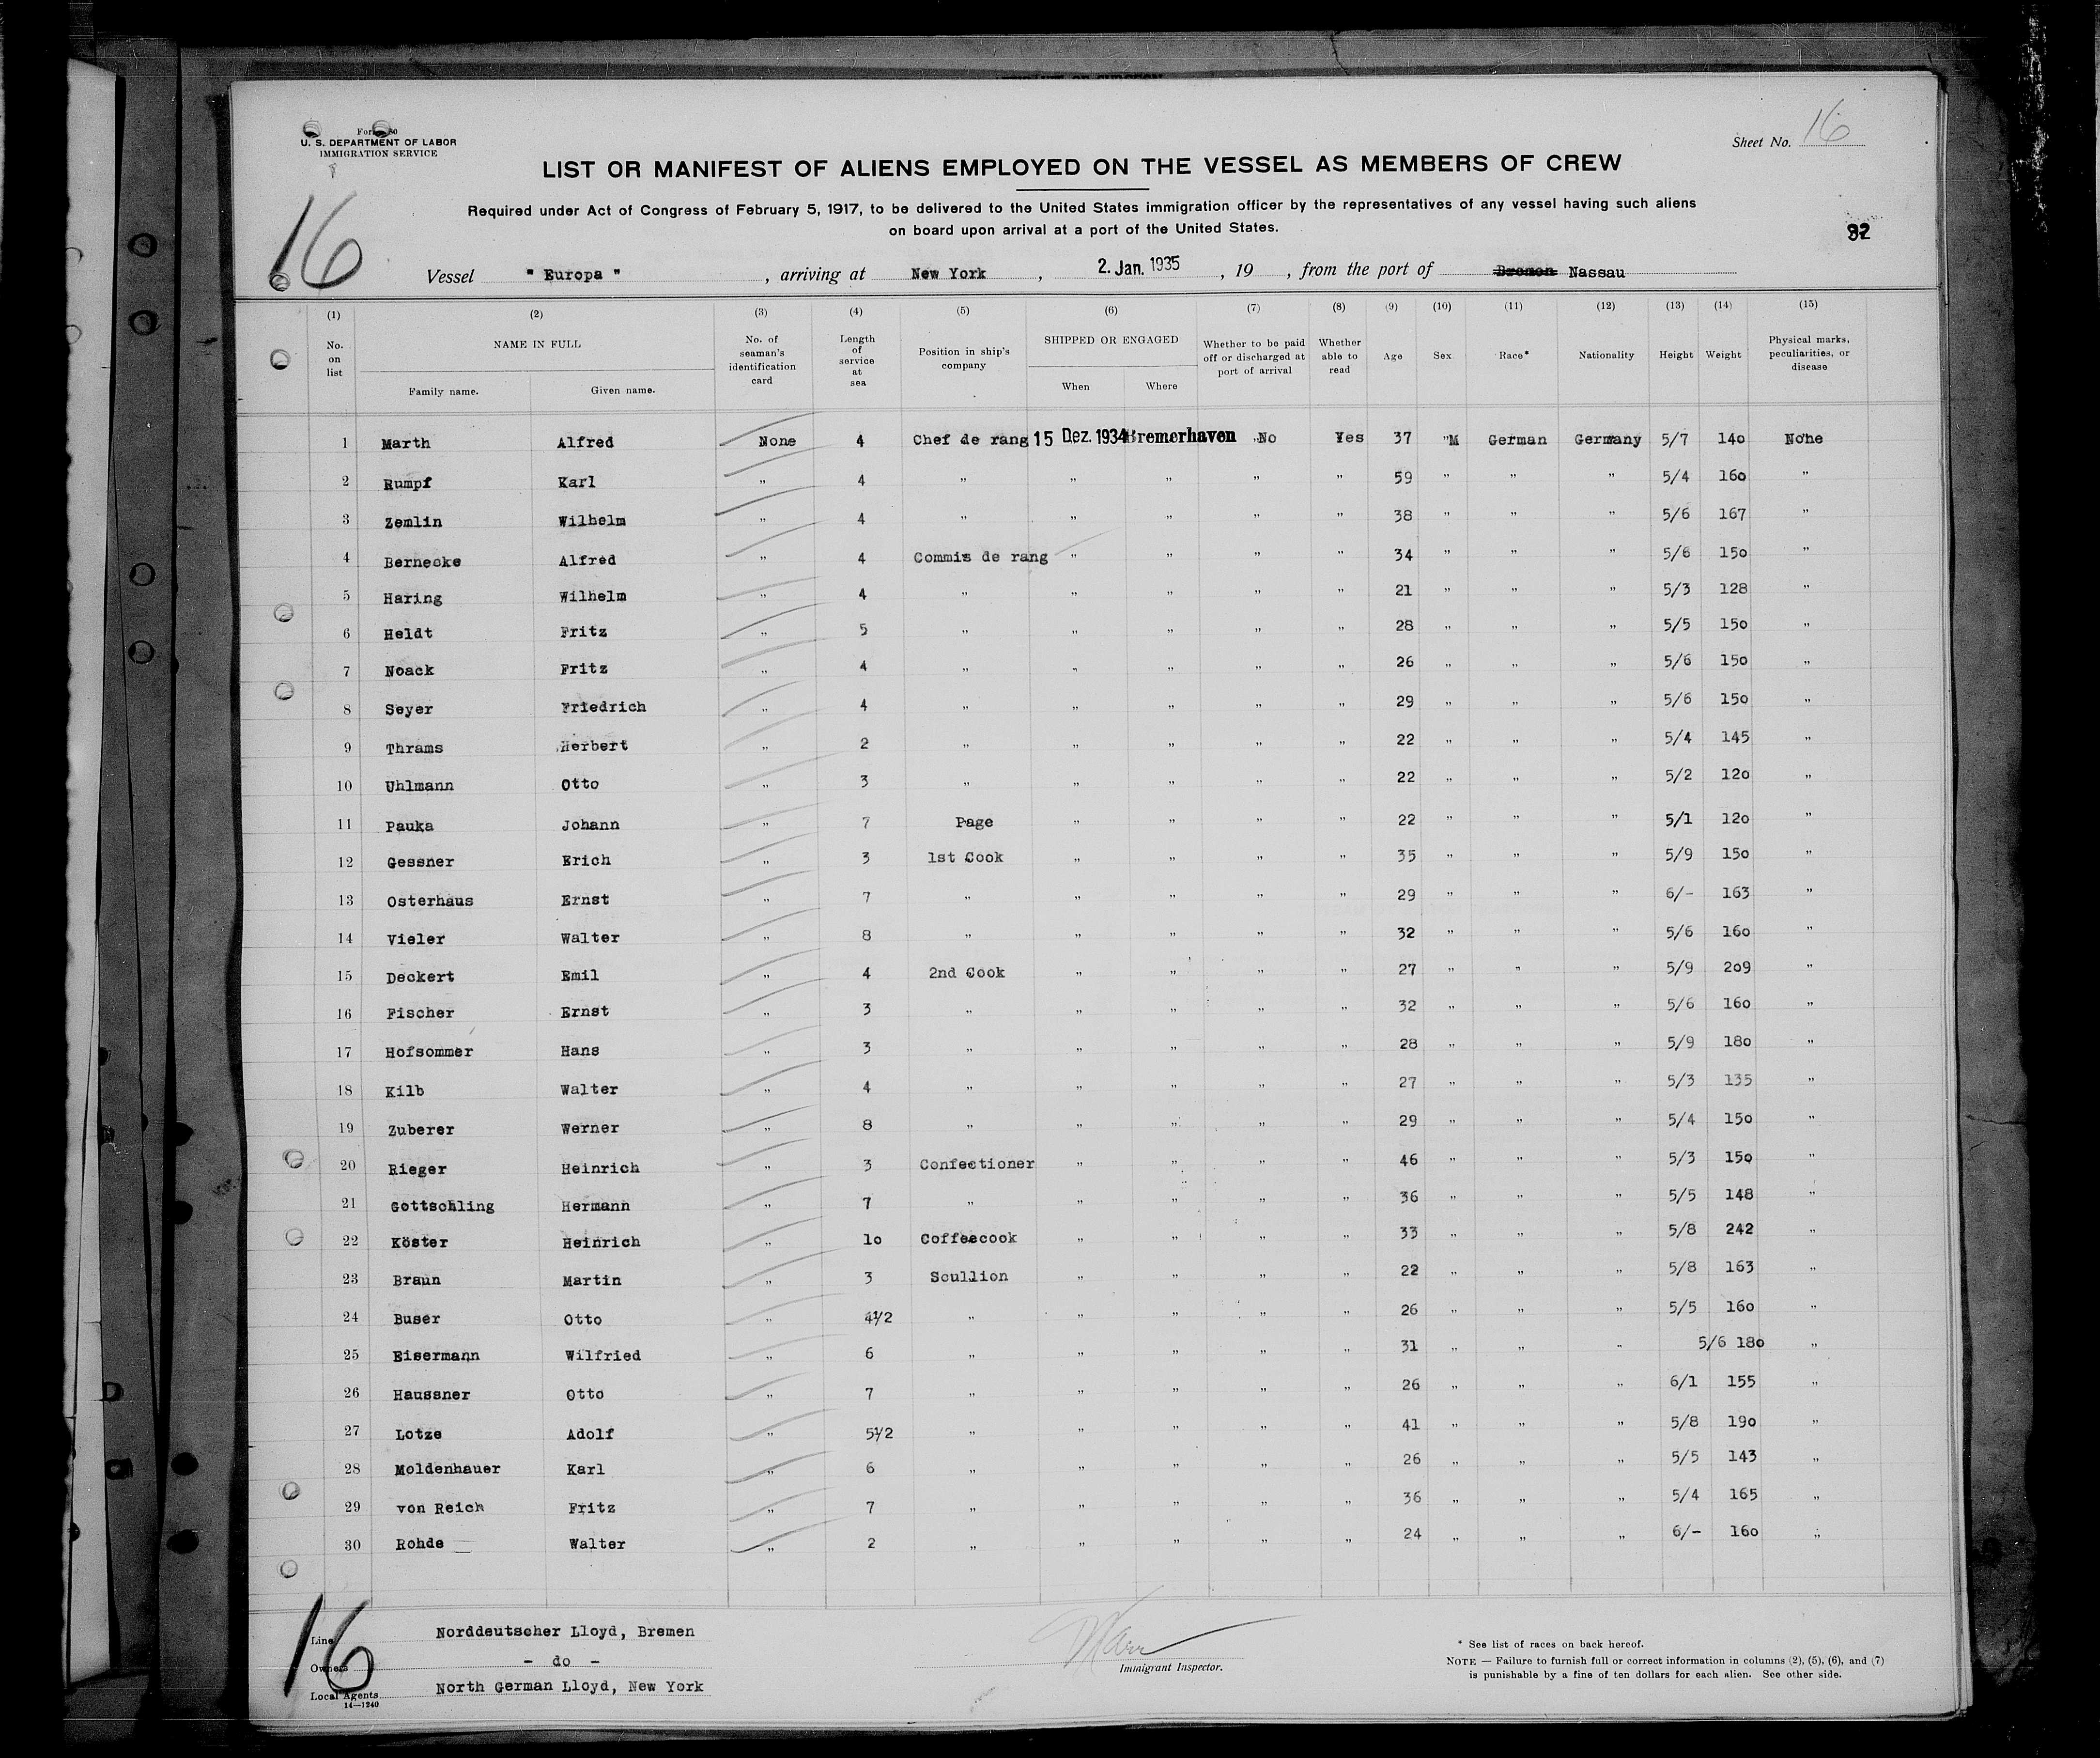 U. S. DEPARTMENT OF LABOR
IMMIGRATION SERVICE
Sheet No. 16
LIST OR MANIFEST OF ALIENS EMPLOYED ON THE VESSEL AS MEMBERS OF CREW
16
Required under Act of Congress of February 5, 1917, to be delivered to the United States immigration officer by the representatives of any vessel having such aliens
on board upon arrival at a port of the United States.
92
Vessel " Europa " , arriving at New York , 2. Jan. 1935 , 19 , from the port of Bremen Nassau
(1) (2) (3) (4) (5) (6) (7) (8) (9) (10) (11) (12) (13) (14) (15)
No. on list NAME IN FULL Family name. Given name. No. of seaman's identification card Length of service at sea Position in ship's company SHIPPED OR ENGAGED When Where Whether to be paid off or discharged at port of arrival Whether able to read Age Sex Race* Nationality Height Weight Physical marks, peculiarities, or disease
1 Marth Alfred None 4 Chef de rang 15 Dez. 1934 Bremerhaven No Yes 37 M German Germany 5/7 140 None
2 Rumpf Karl " 4 " " " " " 59 " " " 5/4 160 "
3 Zemlin Wilhelm " 4 " " " " " 38 " " " 5/6 167 "
4 Bernecke Alfred " 4 Commis de rang " " " " 34 " " " 5/6 150 "
5 Haring Wilhelm " 4 " " " " " 21 " " " 5/3 128 "
6 Heldt Fritz " 5 " " " " " 28 " " " 5/5 150 "
7 Noack Fritz " 4 " " " " " 26 " " " 5/6 150 "
8 Seyer Friedrich " 4 " " " " " 29 " " " 5/6 150 "
9 Thrams Herbert " 2 " " " " " 22 " " " 5/4 145 "
10 Uhlmann Otto " 3 " " " " " 22 " " " 5/2 120 "
11 Pauka Johann " 7 Page " " " " 22 " " " 5/1 120 "
12 Gessner Erich " 3 1st Cook " " " " 35 " " " 5/9 150 "
13 Osterhaus Ernst " 7 " " " " " 29 " " " 6/- 163 "
14 Vieler Walter " 8 " " " " " 32 " " " 5/6 160 "
15 Deckert Emil " 4 2nd Cook " " " " 27 " " " 5/9 209 "
16 Fischer Ernst " 3 " " " " " 32 " " " 5/6 160 "
17 Hofsommer Hans " 3 " " " " " 28 " " " 5/9 180 "
18 Kilb Walter " 4 " " " " " 27 " " " 5/3 135 "
19 Zuberer Werner " 8 " " " " " 29 " " " 5/4 150 "
20 Rieger Heinrich " 3 Confectioner " " " " 46 " " " 5/3 150 "
21 Gottschling Hermann " 7 " " " " " 36 " " " 5/5 148 "
22 Köster Heinrich " 10 Coffeecook " " " " 33 " " " 5/8 242 "
23 Braun Martin " 3 Scullion " " " " 22 " " " 5/8 163 "
24 Buser Otto " 4 1/2 " " " " " 26 " " " 5/5 160 "
25 Eisermann Wilfried " 6 " " " " " 31 " " " 5/6 180 "
26 Haussner Otto " 7 " " " " " 26 " " " 6/1 155 "
27 Lotze Adolf " 5 1/2 " " " " " 41 " " " 5/8 190 "
28 Moldenhauer Karl " 6 " " " " " 26 " " " 5/5 143 "
29 von Reich Fritz " 7 " " " " " 36 " " " 5/4 165 "
30 Rohde Walter " 2 " " " " " 24 " " " 6/- 160 "
16
Line Norddeutscher Lloyd, Bremen
Owners - do -
Local Agents North German Lloyd, New York
14-1240
Immigrant Inspector.
* See list of races on back hereof.
NOTE — Failure to furnish full or correct information in columns (2), (5), (6), and (7)
is punishable by a fine of ten dollars for each alien. See other side.